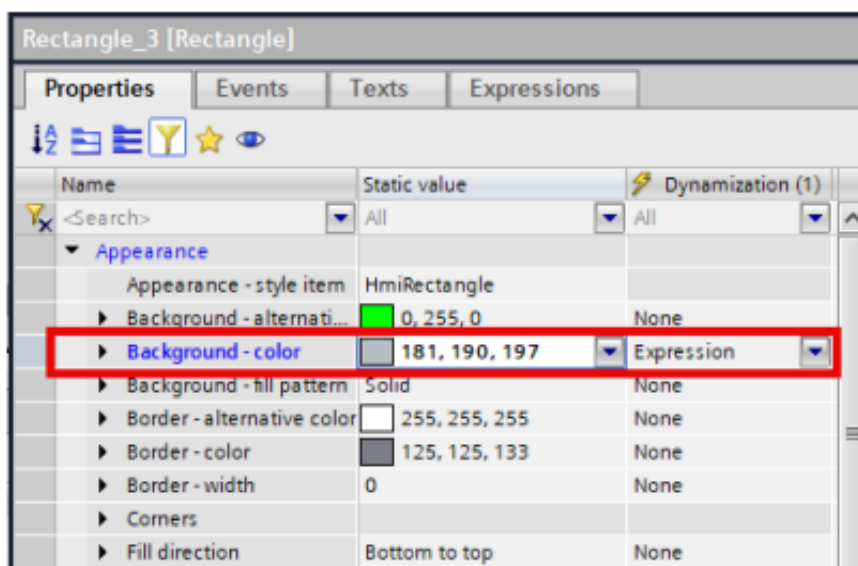 Rectangle_3 [Rectangle]
Properties Events Texts Expressions
Name Static value Dynamization (1)
<Search> All All
Appearance
Appearance - style item HmiRectangle
Background - alternati... 0, 255, 0 None
Background - color 181, 190, 197 Expression
Background - fill pattern Solid None
Border - alternative color 255, 255, 255 None
Border - color 125, 125, 133 None
Border - width 0 None
Corners
Fill direction Bottom to top None